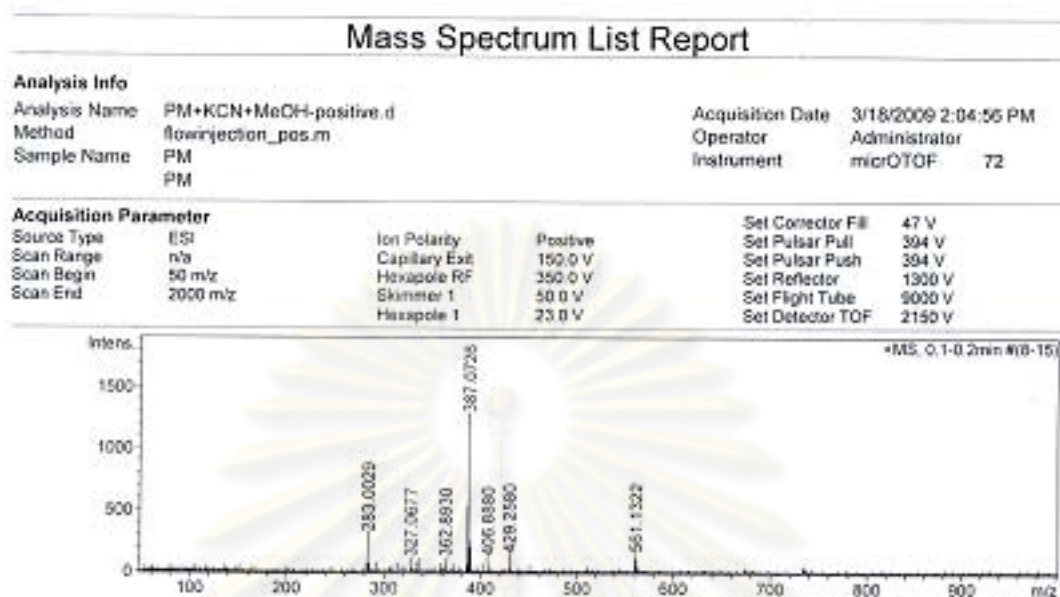 Mass Spectrum List Report
Analysis Info
Analysis Name PM+KCN+MeOH-positive.d
Method flowinjection_pos.m
Sample Name PM
PM
Acquisition Date 3/18/2009 2:04:56 PM
Operator Administrator
Instrument micrOTOF 72
Acquisition Parameter
Source Type ESI
Scan Range n/a
Scan Begin 50 m/z
Scan End 2000 m/z
Ion Polarity Positive
Capillary Exit 150.0 V
Hexapole RF 350.0 V
Skimmer 1 50.0 V
Hexapole 1 23.0 V
Set Corrector Fill 47 V
Set Pulsar Pull 394 V
Set Pulsar Push 394 V
Set Reflector 1300 V
Set Flight Tube 9000 V
Set Detector TOF 2150 V
Intens.
+MS, 0.1-0.2min #(8-15)
1500
1000
500
0
283.0029
327.0677
362.8930
387.0726
406.8880
429.2580
561.1322
100 200 300 400 500 600 700 800 900 m/z